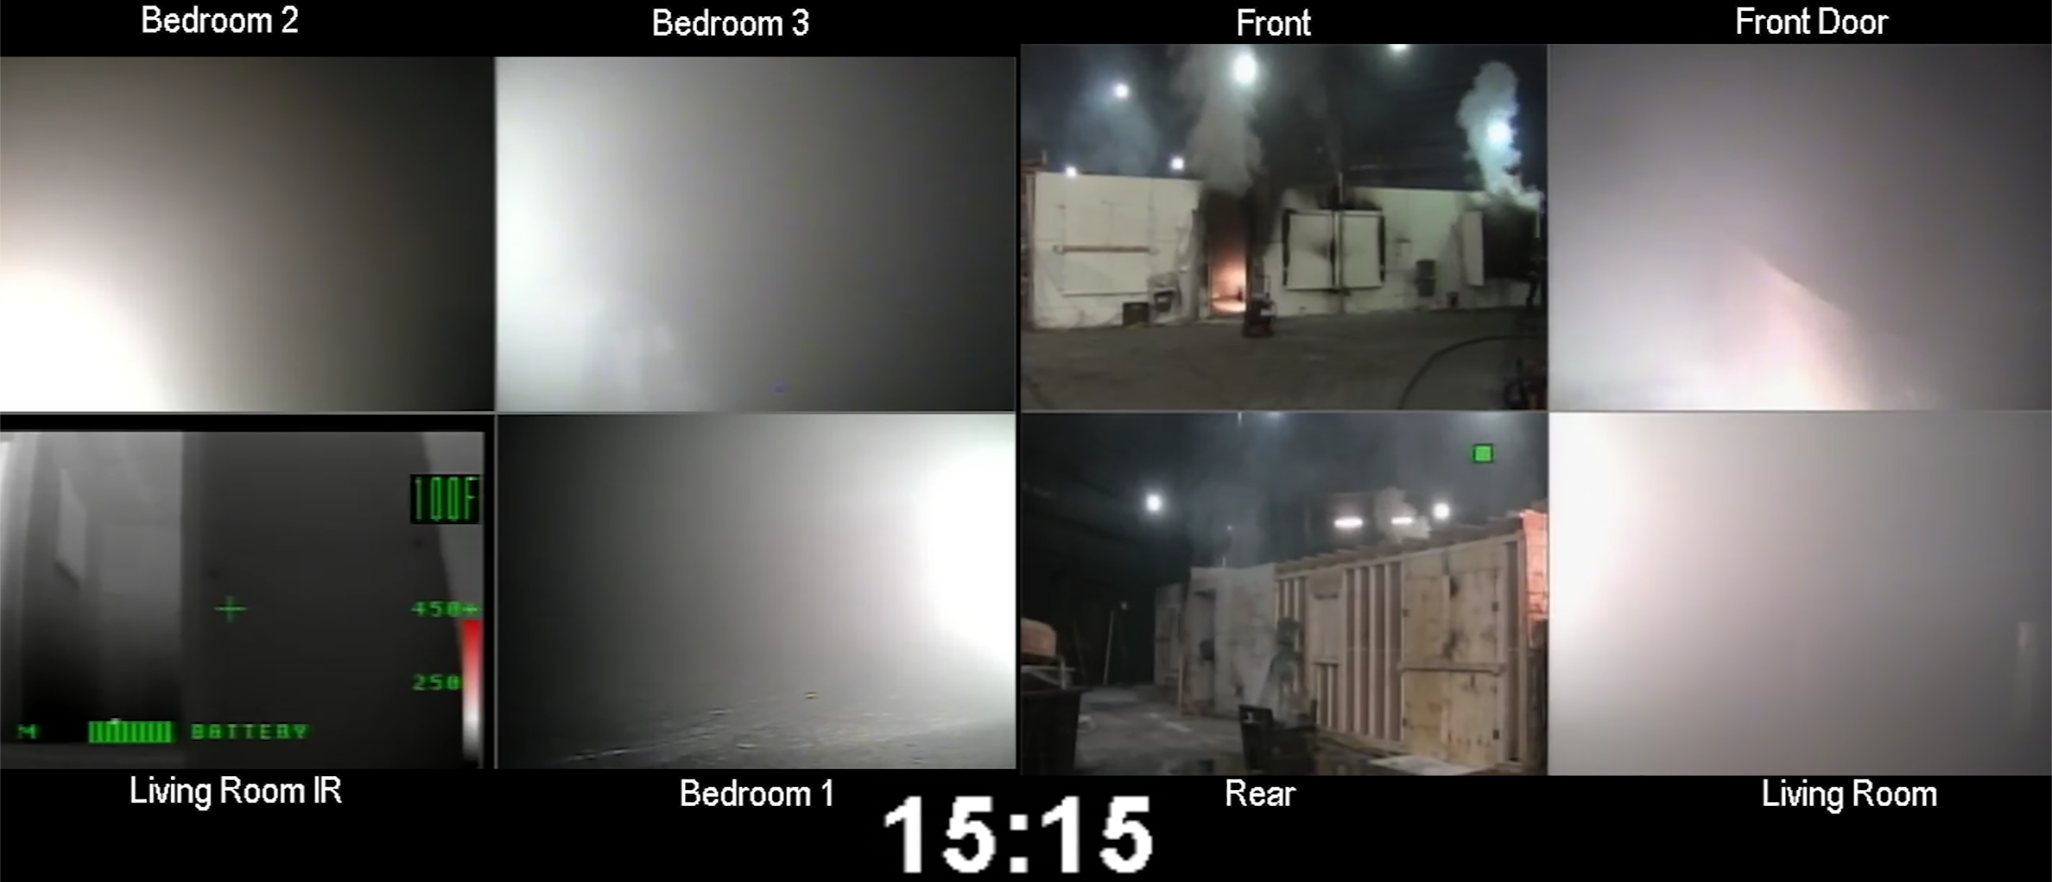 Bedroom 2
Bedroom 3
Front
Front Door
100F
450+
250
M BATTERY
Living Room IR
Bedroom 1
Rear
Living Room
15:15